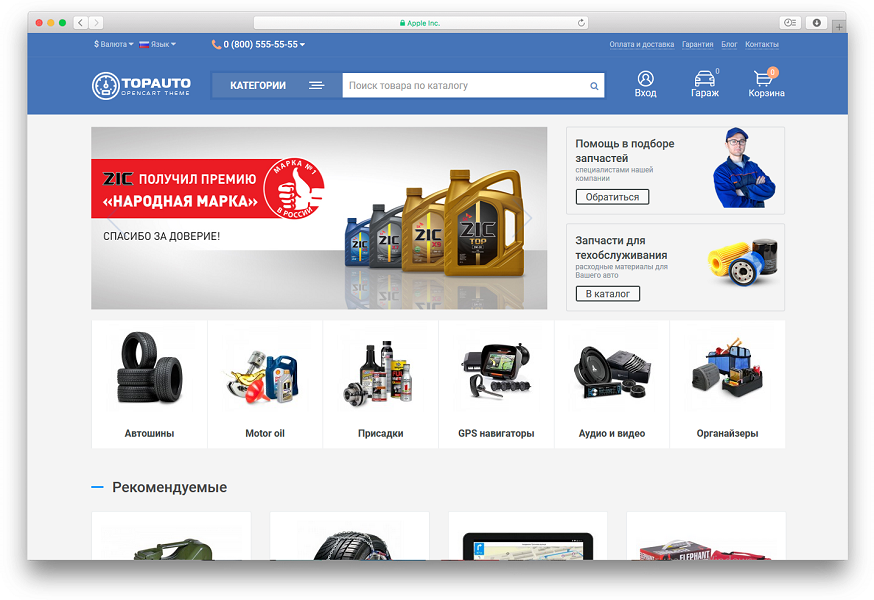 Apple Inc.
$ Валюта Язык 0 (800) 555-55-55 Оплата и доставка Гарантия Блог Контакты
TOPAUTO
OPENCART THEME
КАТЕГОРИИ
Поиск товара по каталогу
Вход
0
Гараж
0
Корзина
ZIC ПОЛУЧИЛ ПРЕМИЮ
«НАРОДНАЯ МАРКА»
МАРКА №1
В РОССИИ
СПАСИБО ЗА ДОВЕРИЕ!
ZIC
ZIC
ZIC
ZIC
TOP
Помощь в подборе
запчастей
специалистами нашей
компании
Обратиться
Запчасти для
техобслуживания
расходные материалы для
Вашего авто
В каталог
Автошины
Motor oil
Присадки
GPS навигаторы
Аудио и видео
Органайзеры
Рекомендуемые
ELEPHANT